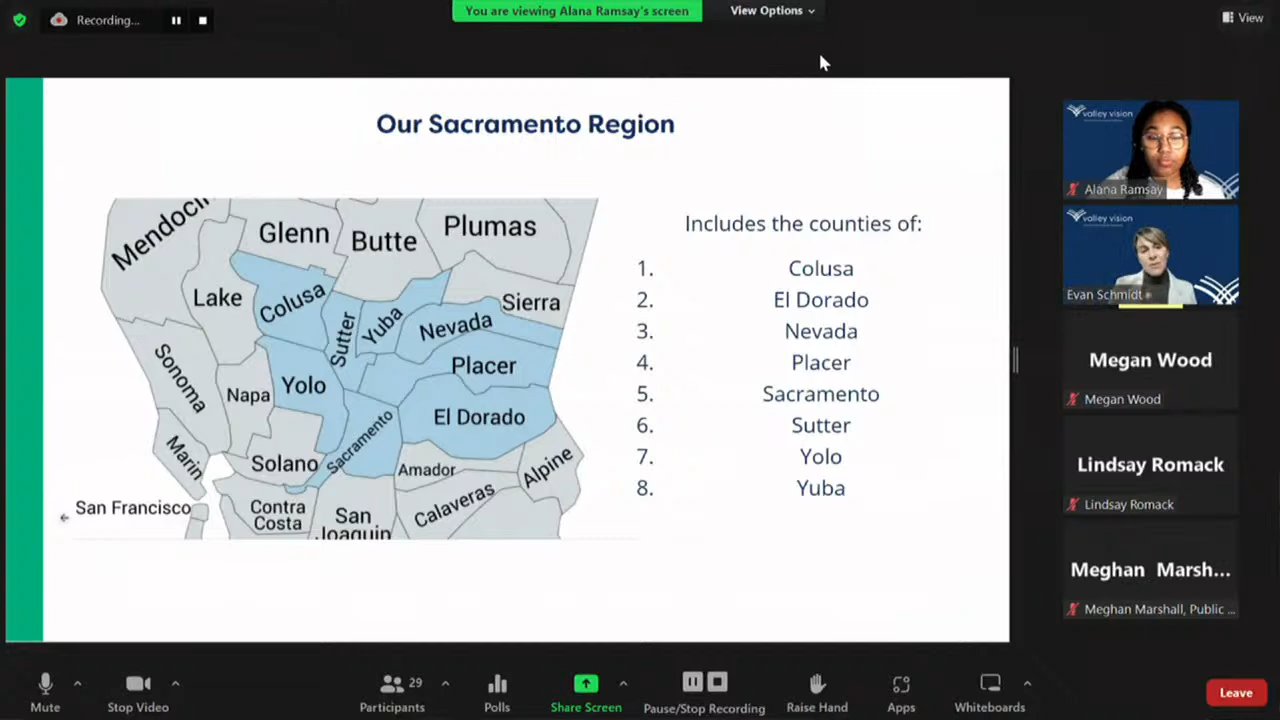 Recording...
You are viewing Alana Ramsay's screen
View Options
View
Our Sacramento Region
Mendocin
Glenn
Butte
Plumas
Lake
Colusa
Sutter
Yuba
Nevada
Sierra
Sonoma
Napa
Yolo
Placer
El Dorado
Sacramento
Marin
Solano
Amador
Alpine
Calaveras
San Francisco
Contra
Costa
San
Joaquin
Includes the counties of:
1. Colusa
2. El Dorado
3. Nevada
4. Placer
5. Sacramento
6. Sutter
7. Yolo
8. Yuba
valley vision
Alana Ramsay
valley vision
Evan Schmidt
Megan Wood
Megan Wood
Lindsay Romack
Lindsay Romack
Meghan Marsh...
Meghan Marshall, Public ...
Mute
Stop Video
29
Participants
Polls
Share Screen
Pause/Stop Recording
Raise Hand
Apps
Whiteboards
Leave